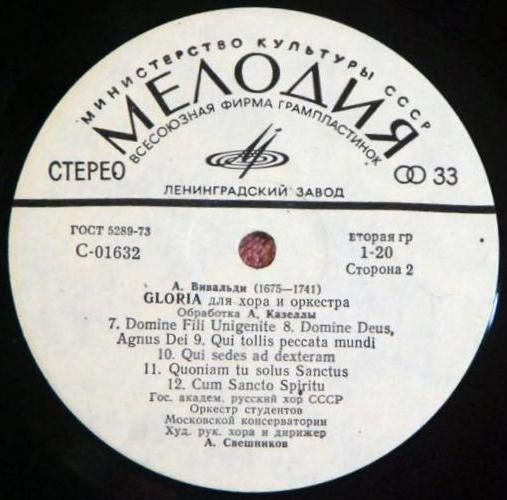 МИНИСТЕРСТВО КУЛЬТУРЫ СССР
МЕЛОДИЯ
ВСЕСОЮЗНАЯ ФИРМА ГРАМПЛАСТИНОК
СТЕРЕО
33
ЛЕНИНГРАДСКИЙ ЗАВОД
ГОСТ 5289-73
С-01632
вторая гр
1-20
Сторона 2
А. Вивальди (1675—1741)
GLORIA для хора и оркестра
Обработка А. Казеллы
7. Domine Fili Unigenite 8. Domine Deus,
Agnus Dei 9. Qui tollis peccata mundi
10. Qui sedes ad dexteram
11. Quoniam tu solus Sanctus
12. Cum Sancto Spiritu
Гос. академ. русский хор СССР
Оркестр студентов
Московской консерватории
Худ. рук. хора и дирижер
А. Свешников